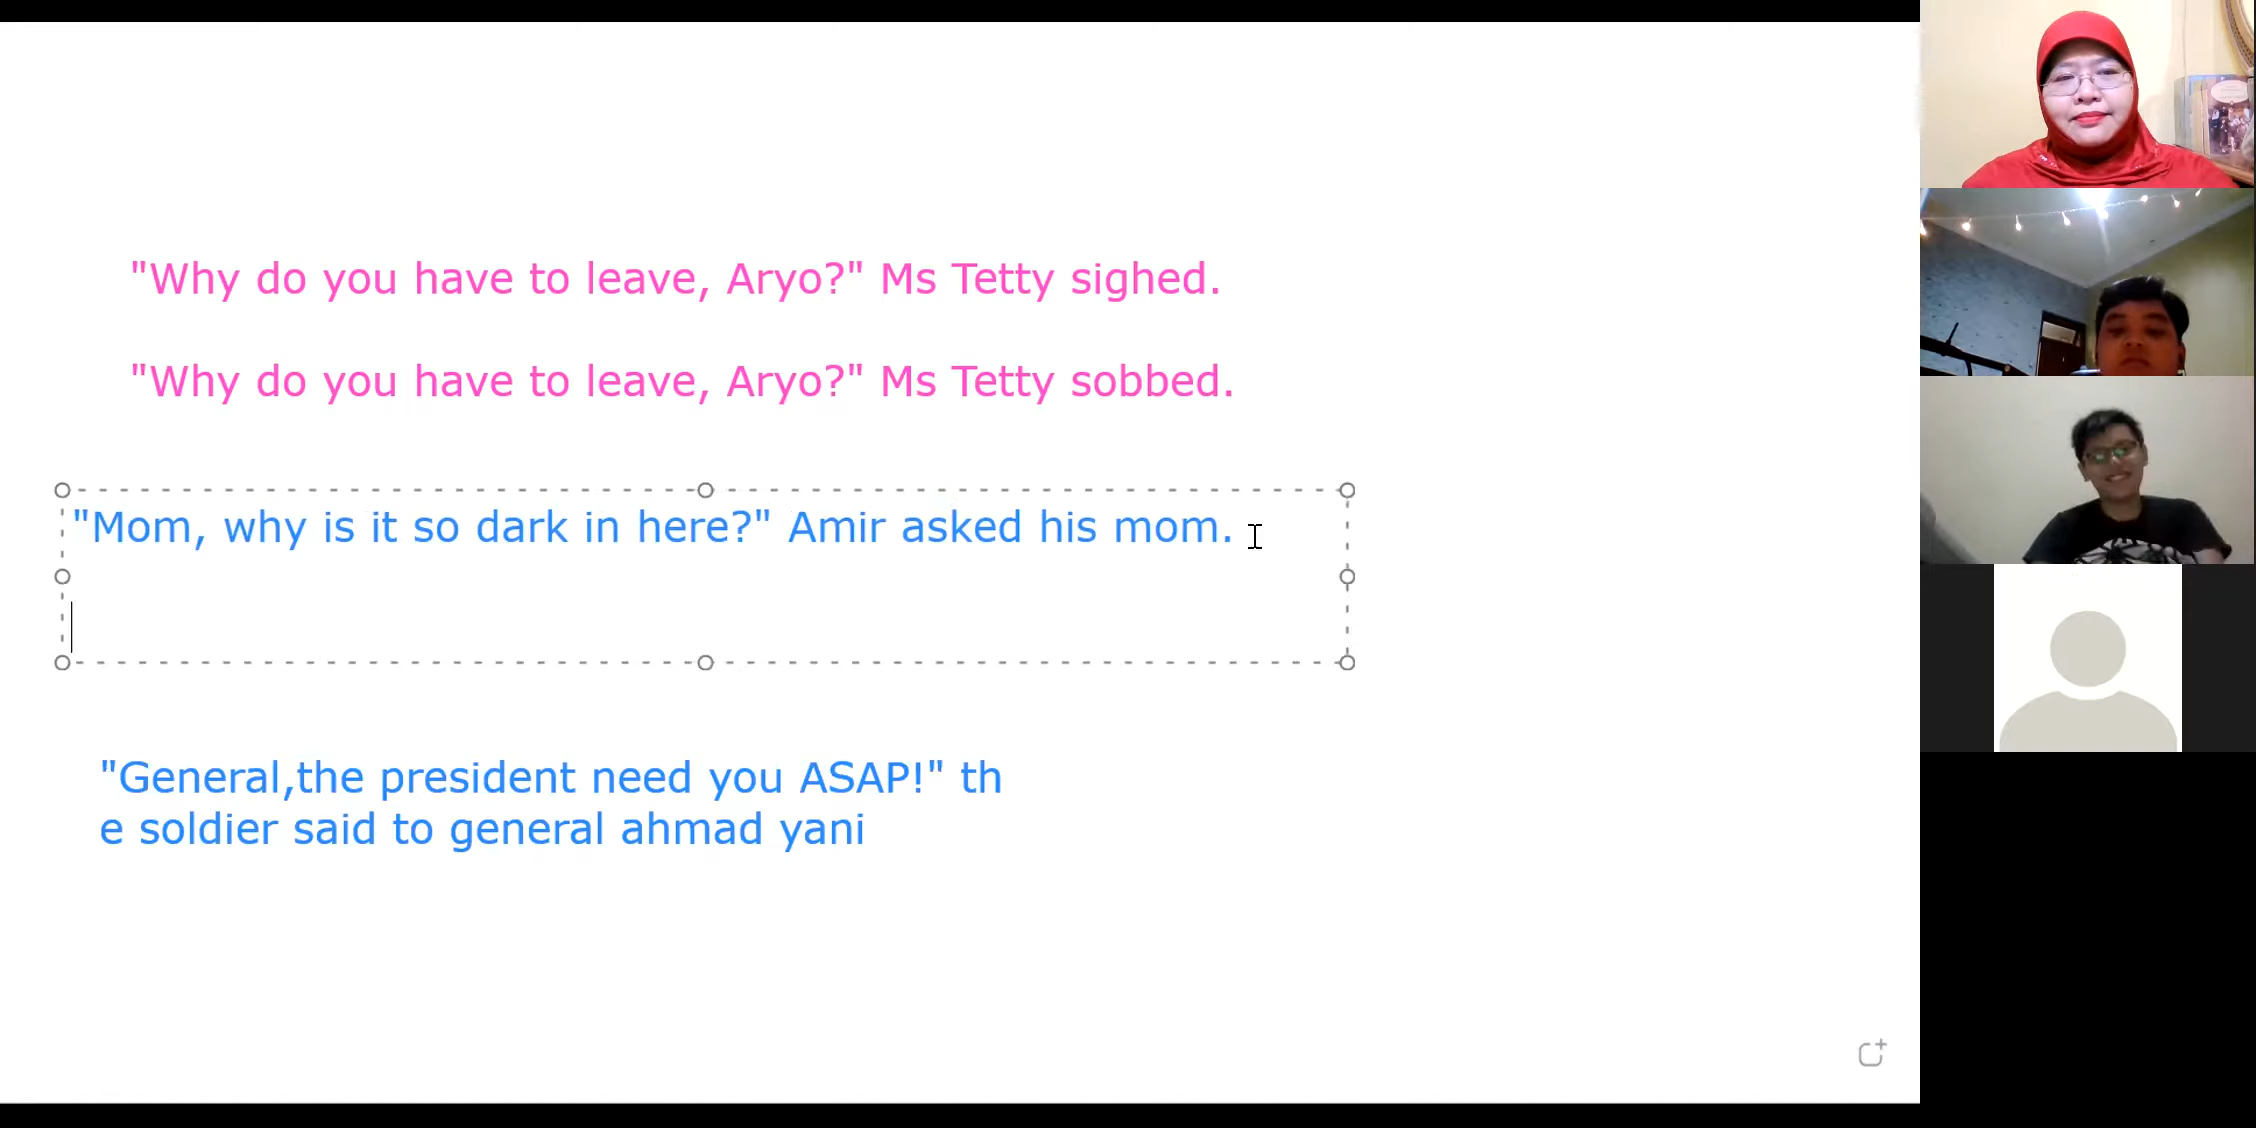 "Why do you have to leave, Aryo?" Ms Tetty sighed.
"Why do you have to leave, Aryo?" Ms Tetty sobbed.
"Mom, why is it so dark in here?" Amir asked his mom.
"General,the president need you ASAP!" th
e soldier said to general ahmad yani